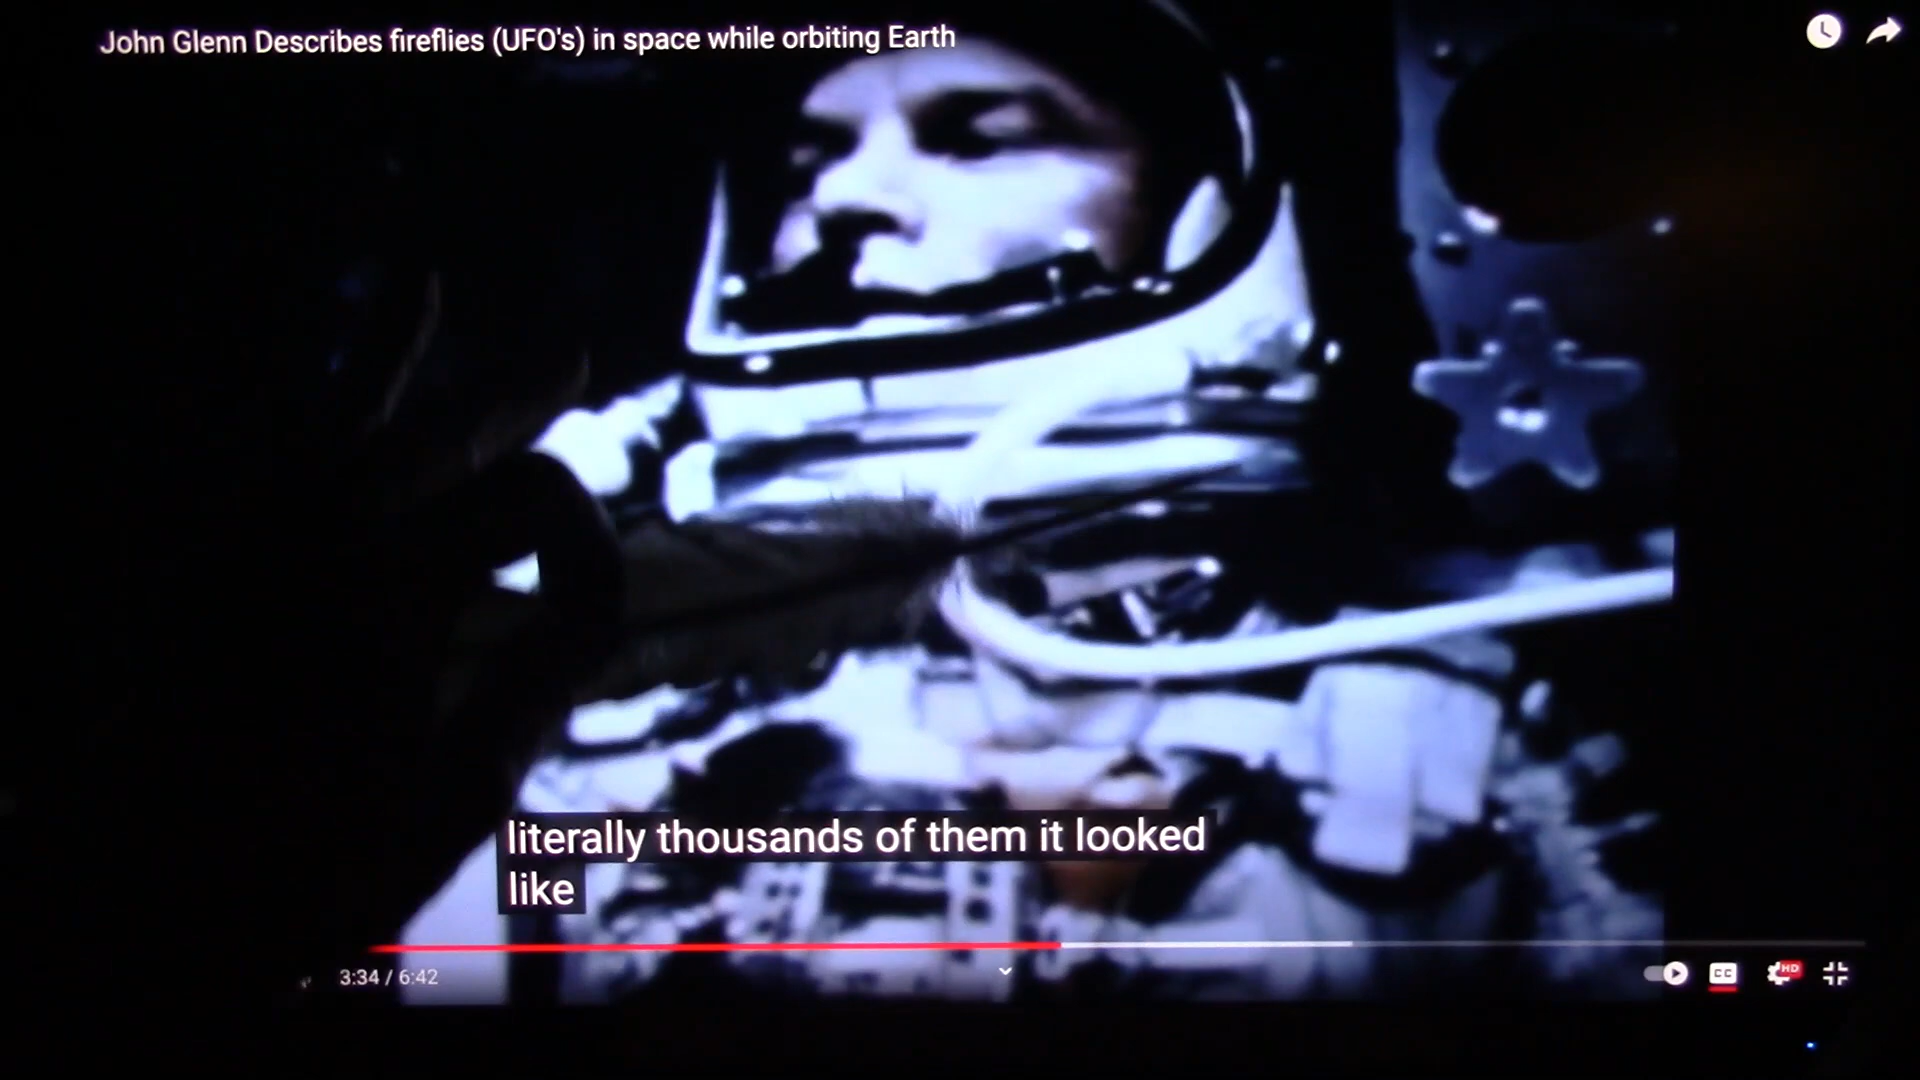 John Glenn Describes fireflies (UFO's) in space while orbiting Earth
literally thousands of them it looked
like
3:34 / 6:42
CC
HD